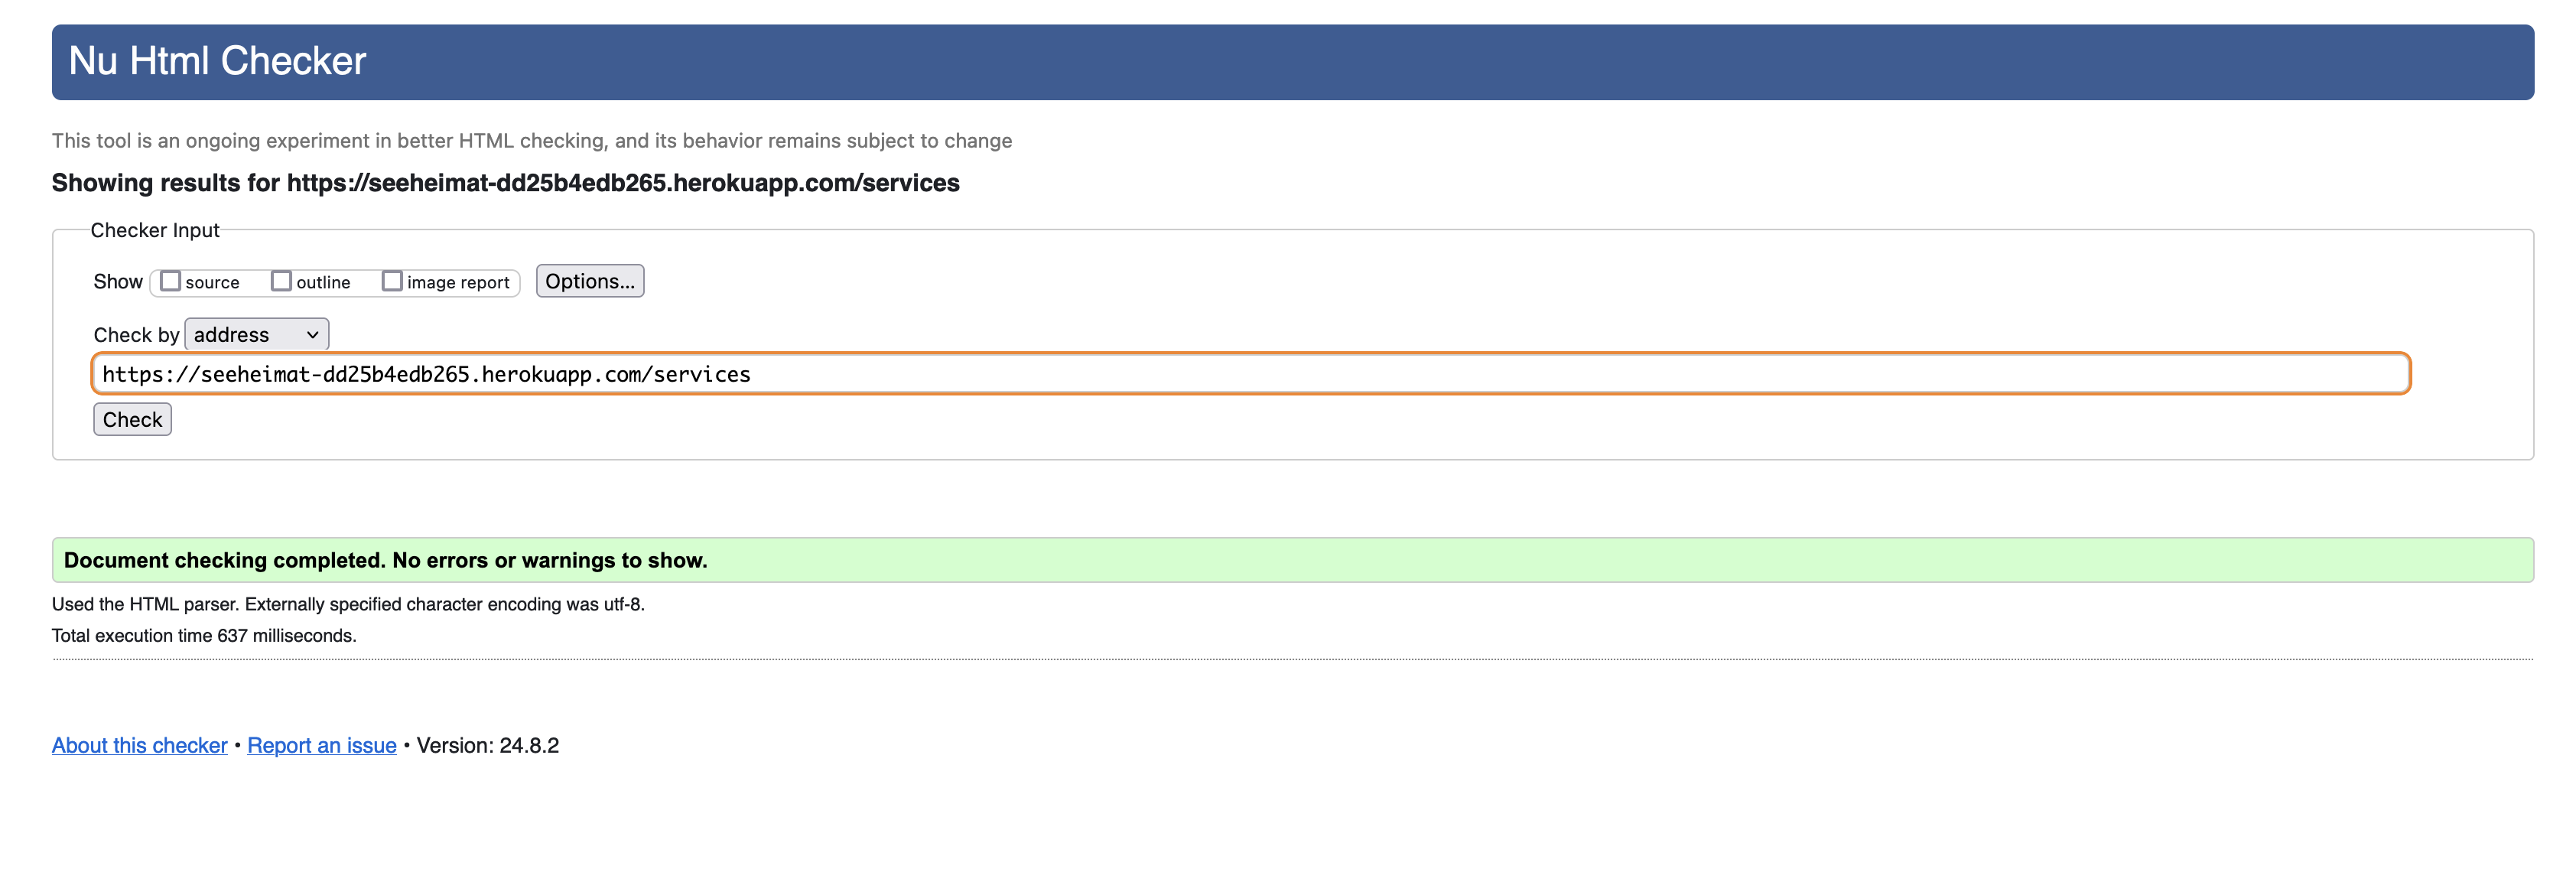 Nu Html Checker
This tool is an ongoing experiment in better HTML checking, and its behavior remains subject to change
Showing results for https://seeheimat-dd25b4edb265.herokuapp.com/services
Checker Input
Show source outline image report Options...
Check by address
https://seeheimat-dd25b4edb265.herokuapp.com/services
Check
Document checking completed. No errors or warnings to show.
Used the HTML parser. Externally specified character encoding was utf-8.
Total execution time 637 milliseconds.
About this checker • Report an issue • Version: 24.8.2